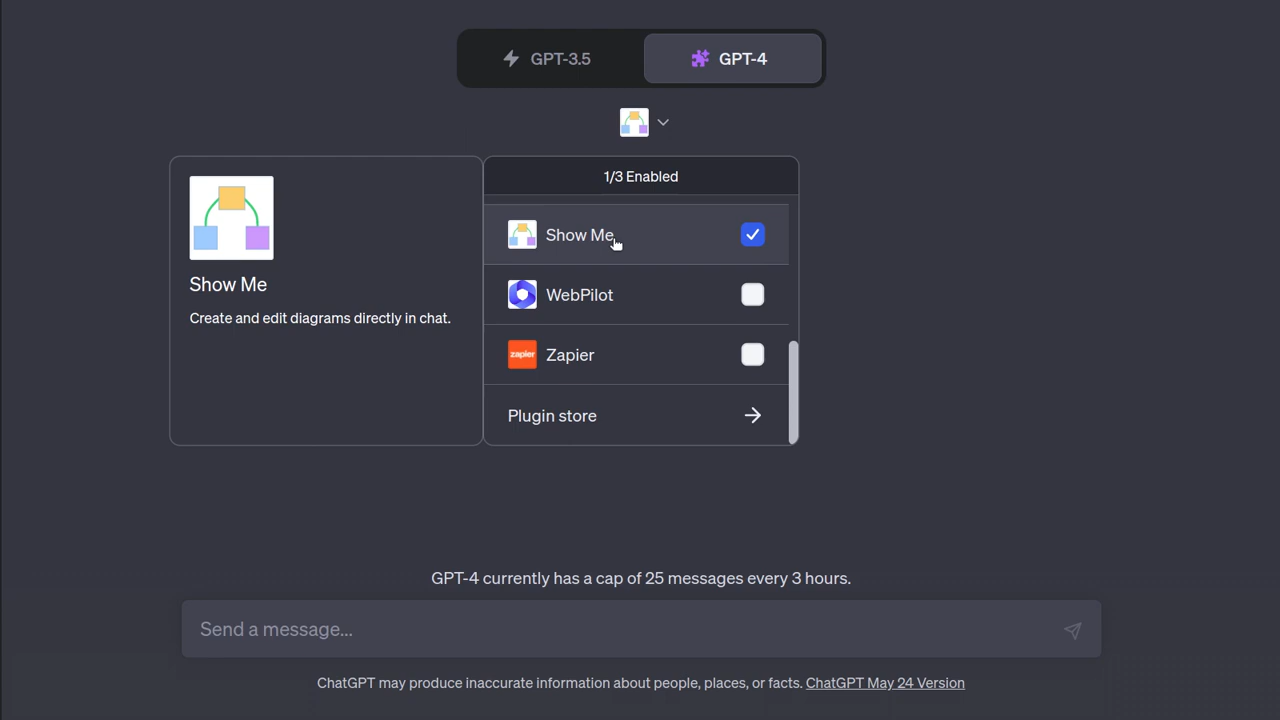 GPT-3.5
GPT-4
1/3 Enabled
Show Me
Create and edit diagrams directly in chat.
Show Me
WebPilot
zapier
Zapier
Plugin store
GPT-4 currently has a cap of 25 messages every 3 hours.
Send a message...
ChatGPT may produce inaccurate information about people, places, or facts. ChatGPT May 24 Version